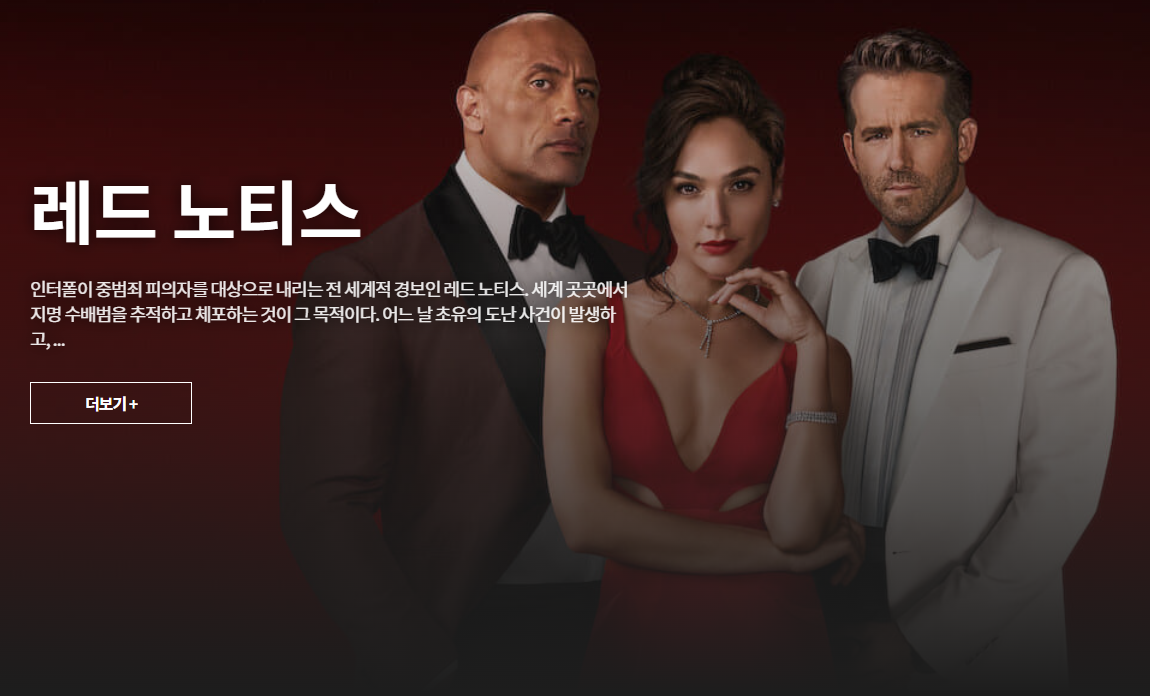 레드 노티스
인터폴이 중범죄 피의자를 대상으로 내리는 전 세계적 경보인 레드 노티스. 세계 곳곳에서
지명 수배범을 추적하고 체포하는 것이 그 목적이다. 어느 날 초유의 도난 사건이 발생하
고, ...
더보기 +